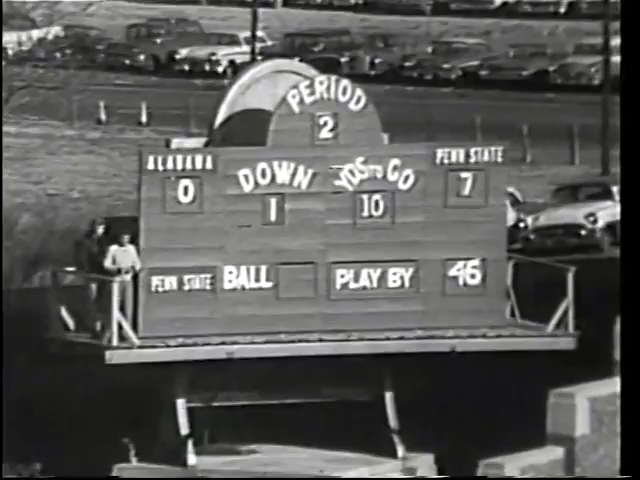 PERIOD
2
ALABAMA PENN STATE
0 DOWN YDS TO GO 7
1 10
PENN STATE BALL PLAY BY 46